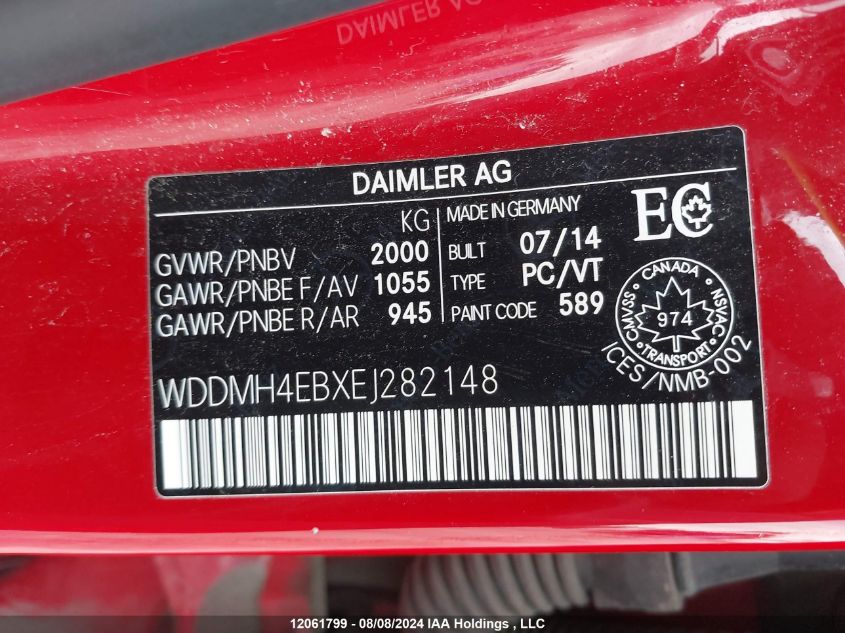 DAIMLER AG
DAIMLER AG
KG
GVWR/PNBV 2000
GAWR/PNBE F/AV 1055
GAWR/PNBE R/AR 945
MADE IN GERMANY
BUILT 07/14
TYPE PC/VT
PAINT CODE 589
EC
CANADA
CMVSS 974 NSVAC
TRANSPORT
ICES/NMB-002
WDDMH4EBXEJ282148
12061799 - 08/08/2024 IAA Holdings , LLC